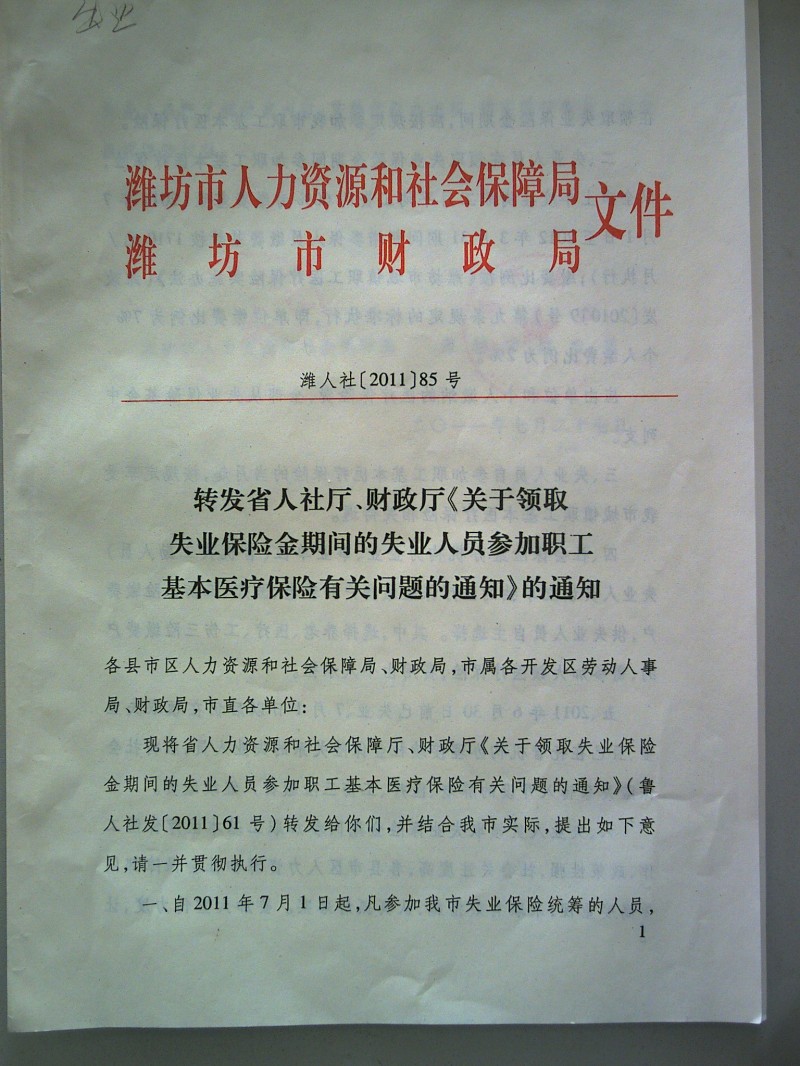 失业
潍坊市人力资源和社会保障局
潍坊市财政局
文件
潍人社〔2011〕85 号
转发省人社厅、财政厅《关于领取
失业保险金期间的失业人员参加职工
基本医疗保险有关问题的通知》的通知
各县市区人力资源和社会保障局、财政局,市属各开发区劳动人事
局、财政局,市直各单位:
现将省人力资源和社会保障厅、财政厅《关于领取失业保险
金期间的失业人员参加职工基本医疗保险有关问题的通知》(鲁
人社发〔2011〕61 号)转发给你们,并结合我市实际,提出如下意
见,请一并贯彻执行。
一、自 2011 年 7 月 1 日起,凡参加我市失业保险统筹的人员,
1